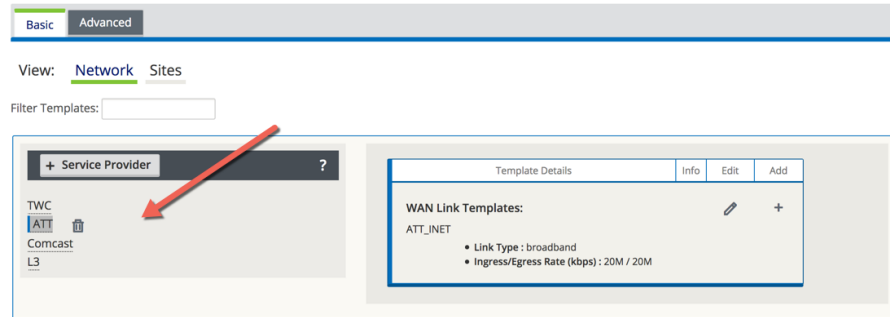 Basic Advanced
View: Network Sites
Filter Templates:
+ Service Provider ?
TWC
ATT
Comcast
L3
Template Details Info Edit Add
WAN Link Templates: +
ATT_INET
• Link Type : broadband
• Ingress/Egress Rate (kbps) : 20M / 20M